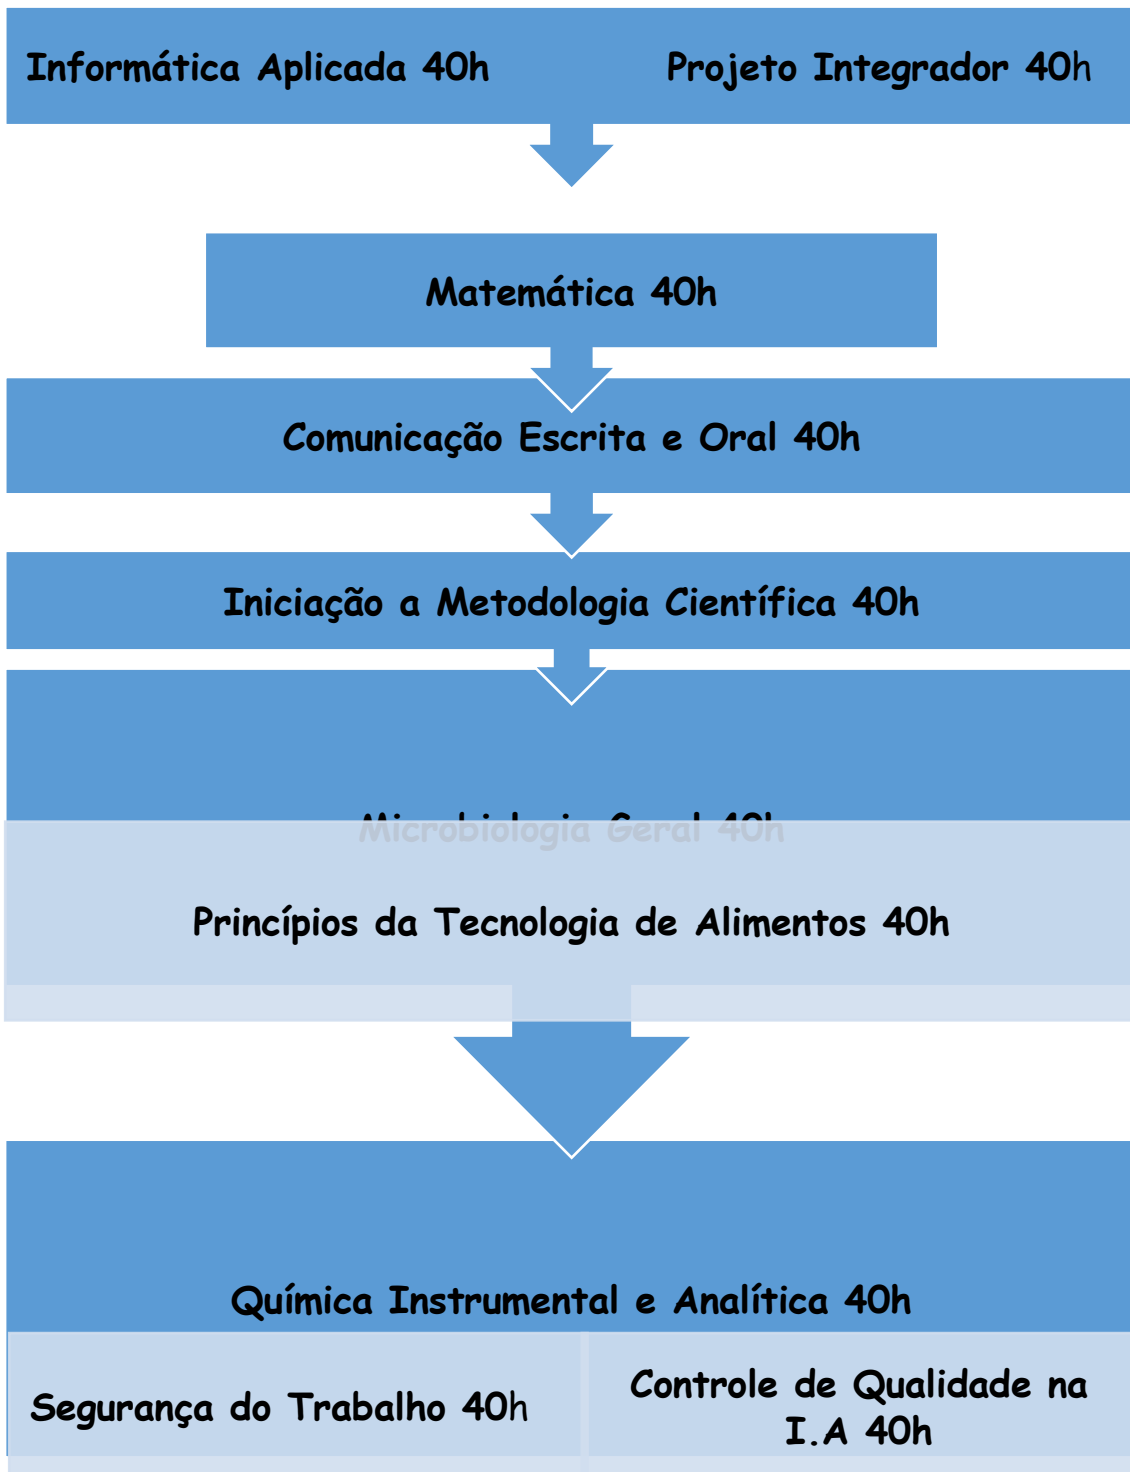 Informática Aplicada 40h Projeto Integrador 40h
Matemática 40h
Comunicação Escrita e Oral 40h
Iniciação a Metodologia Científica 40h
Microbiologia Geral 40h
Princípios da Tecnologia de Alimentos 40h
Química Instrumental e Analítica 40h
Segurança do Trabalho 40h
Controle de Qualidade na
I.A 40h